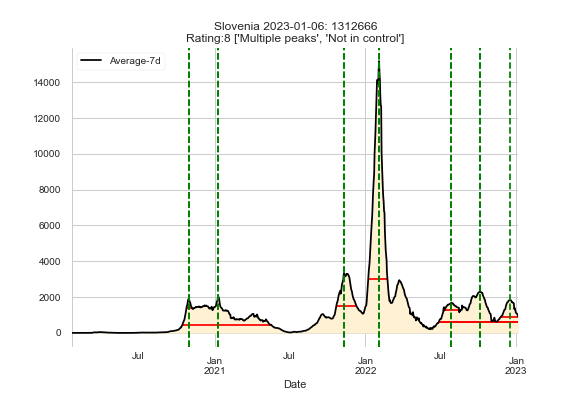 Slovenia 2023-01-06: 1312666
Rating:8 ['Multiple peaks', 'Not in control']
Average-7d
14000
12000
10000
8000
6000
4000
2000
0
Jul
Jan
2021
Jul
Jan
2022
Jul
Jan
2023
Date